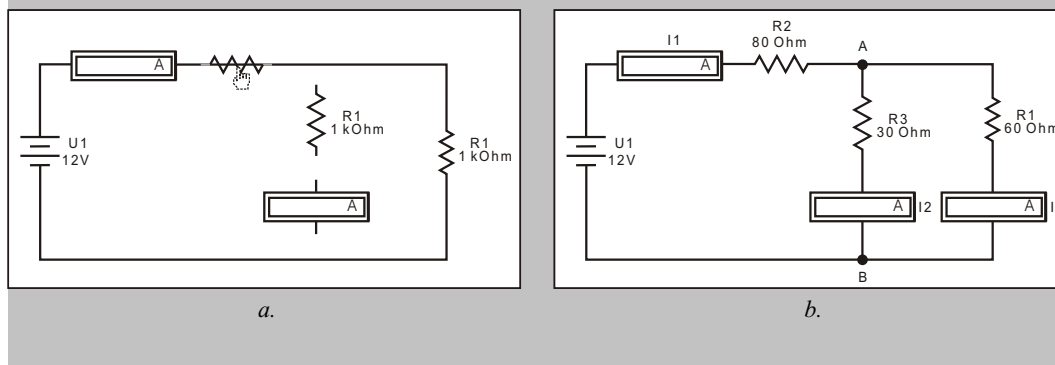 A
R1
1 kOhm
R1
1 kOhm
U1
12V
A
a.
I1
R2
80 Ohm
A
A
R3
30 Ohm
R1
60 Ohm
U1
12V
A
I2
A
I
B
b.